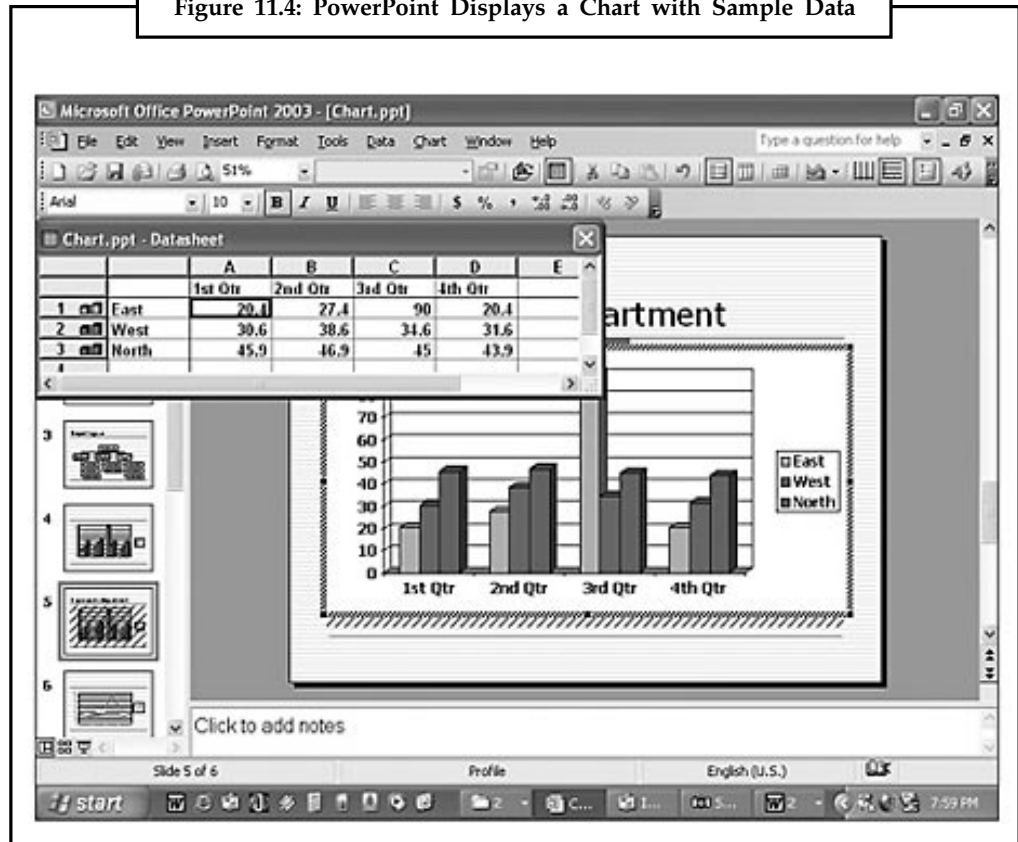 Figure 11.4: PowerPoint Displays a Chart with Sample Data
Microsoft Office PowerPoint 2003 - [Chart.ppt]
File Edit View Insert Format Tools Data Chart Window Help Type a question for help
51%
Arial 10 B I U $ % ,
Chart.ppt - Datasheet
A B C D E
1st Qtr 2nd Qtr 3rd Qtr 4th Qtr
1 East 20.4 27.4 90 20.4
2 West 30.6 38.6 34.6 31.6
3 North 45.9 46.9 45 43.9
4
artment
80
70
60
50
40
30
20
10
0
1st Qtr 2nd Qtr 3rd Qtr 4th Qtr
East
West
North
3
4
5
6
Click to add notes
Slide 5 of 6 Profile English (U.S.)
start 2 C... I... S... 2 7:59 PM